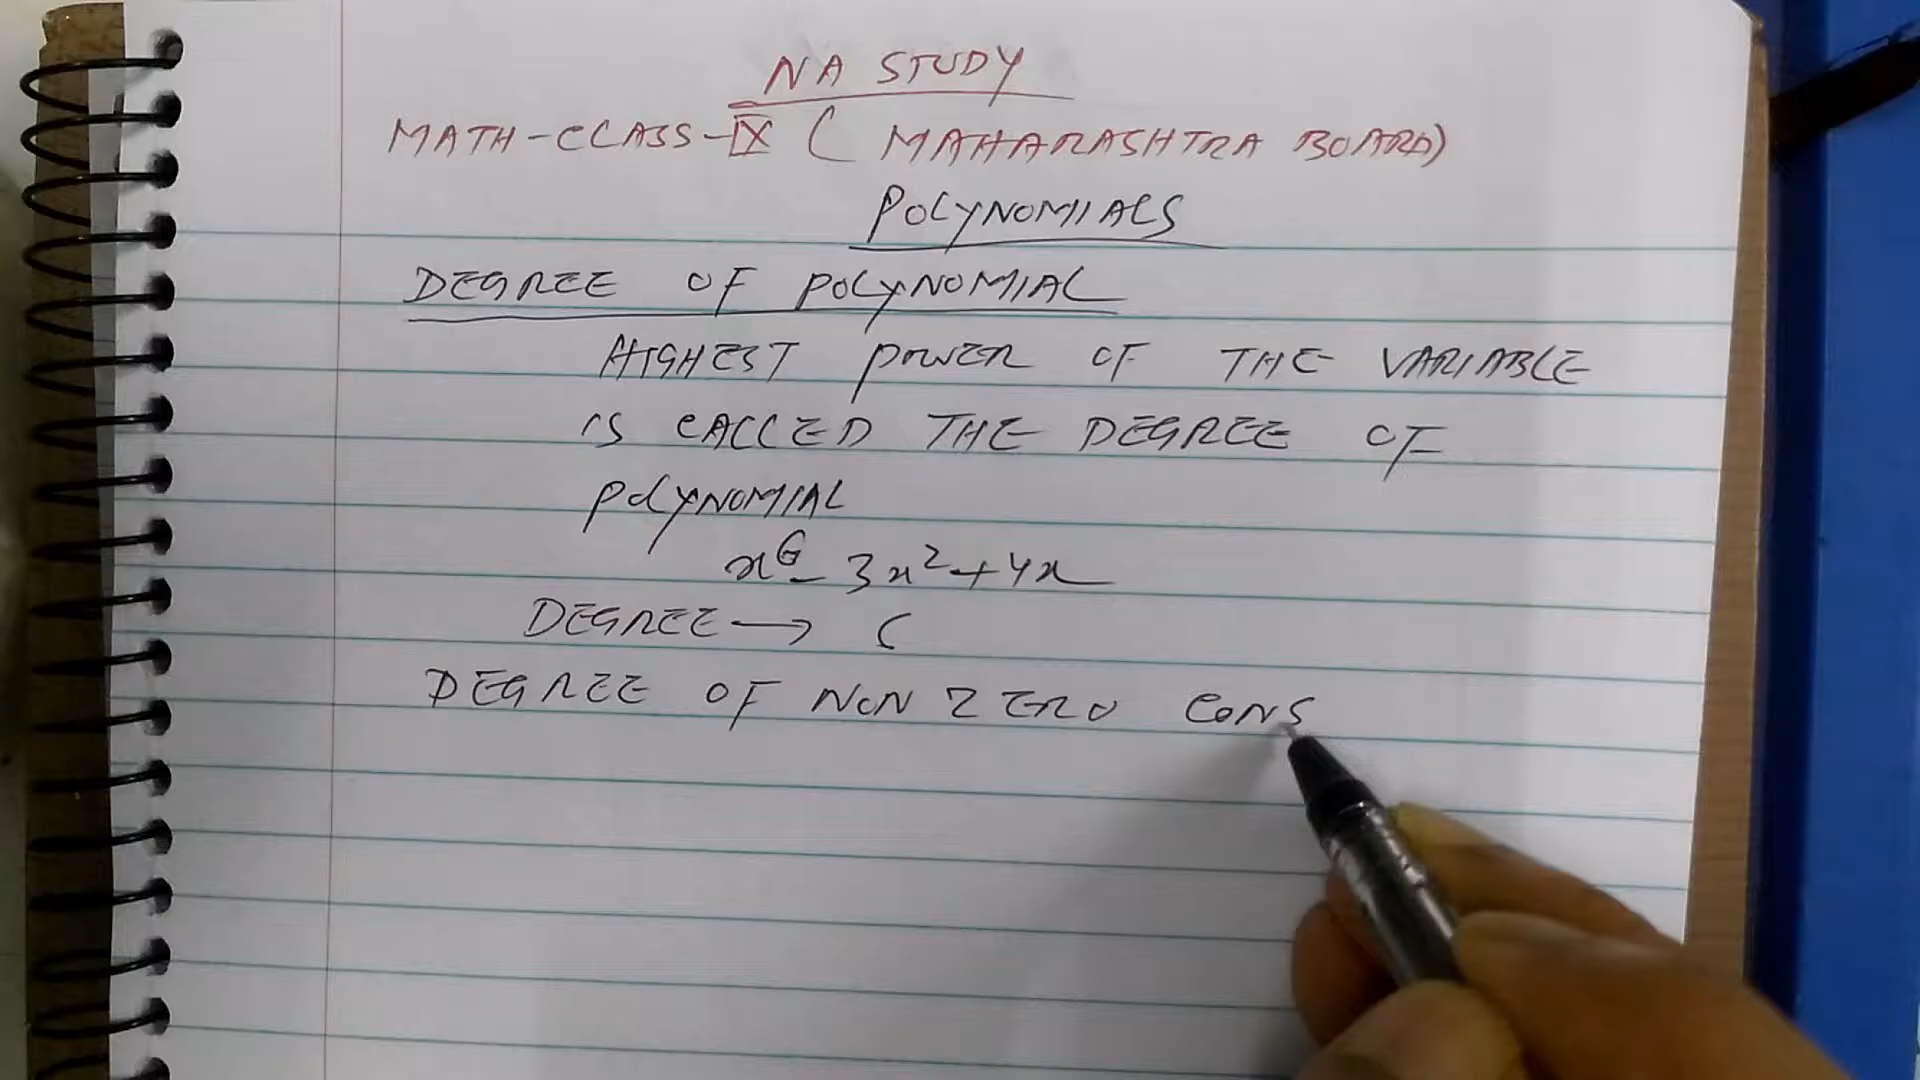 NA STUDY
MATH-CLASS-IX ( MAHARASHTRA BOARD)
POLYNOMIALS
DEGREE OF POLYNOMIAL
HIGHEST POWER OF THE VARIABLE
IS CALLED THE DEGREE OF
POLYNOMIAL
x⁶ - 3x² + 4x
DEGREE → 6
DEGREE OF NON ZERO CONS